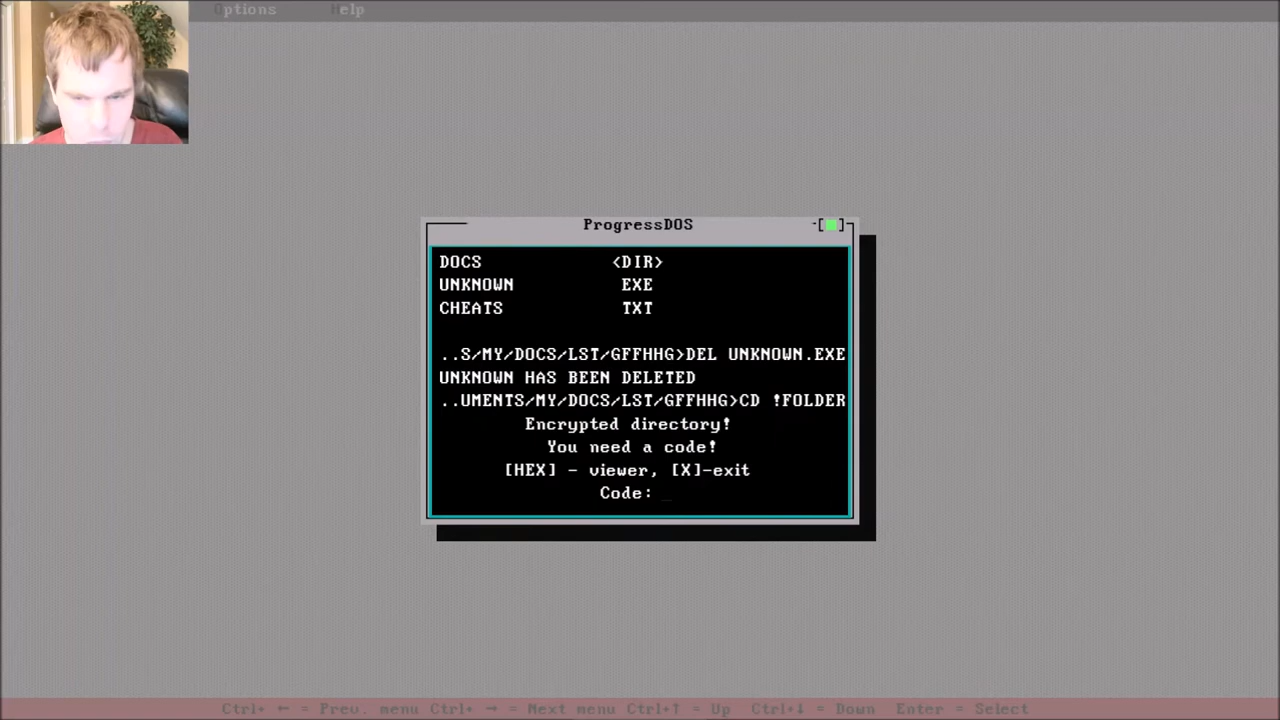 Options Help
ProgressDOS
DOCS <DIR>
UNKNOWN EXE
CHEATS TXT
..S/MY/DOCS/LST/GFFHHG>DEL UNKNOWN.EXE
UNKNOWN HAS BEEN DELETED
..UMENTS/MY/DOCS/LST/GFFHHG>CD !FOLDER
Encrypted directory!
You need a code!
[HEX] - viewer, [X]-exit
Code: _
Ctrl+ ← = Prev. menu Ctrl+ → = Next menu Ctrl+↑ = Up Ctrl+↓ = Down Enter = Select